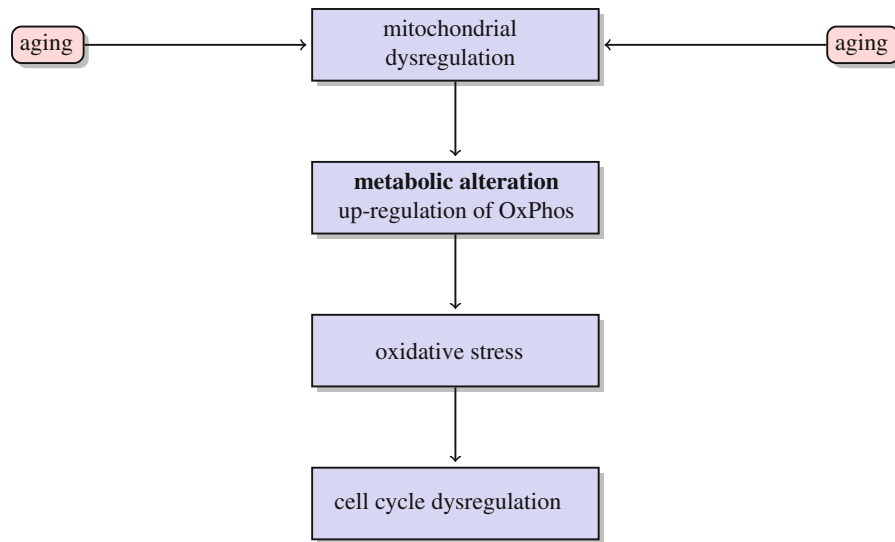 aging
mitochondrial
dysregulation
aging
metabolic alteration
up-regulation of OxPhos
oxidative stress
cell cycle dysregulation